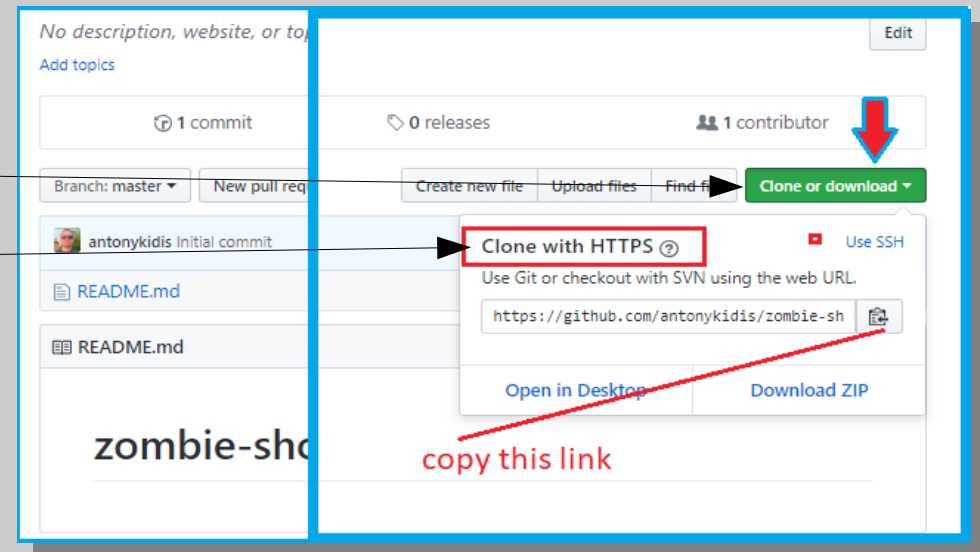 No description, website, or
Edit
Add topics
1 commit
0 releases
1 contributor
Branch: master
New pull
Create new file
Upload files
Find
Clone or download
antonykidis Initial commit
Clone with HTTPS
Use SSH
Use Git or checkout with SVN using the web URL.
README.md
https://github.com/antonykidis/zombie-sh
README.md
Open in Desktop
Download ZIP
zombie-sho
copy this link